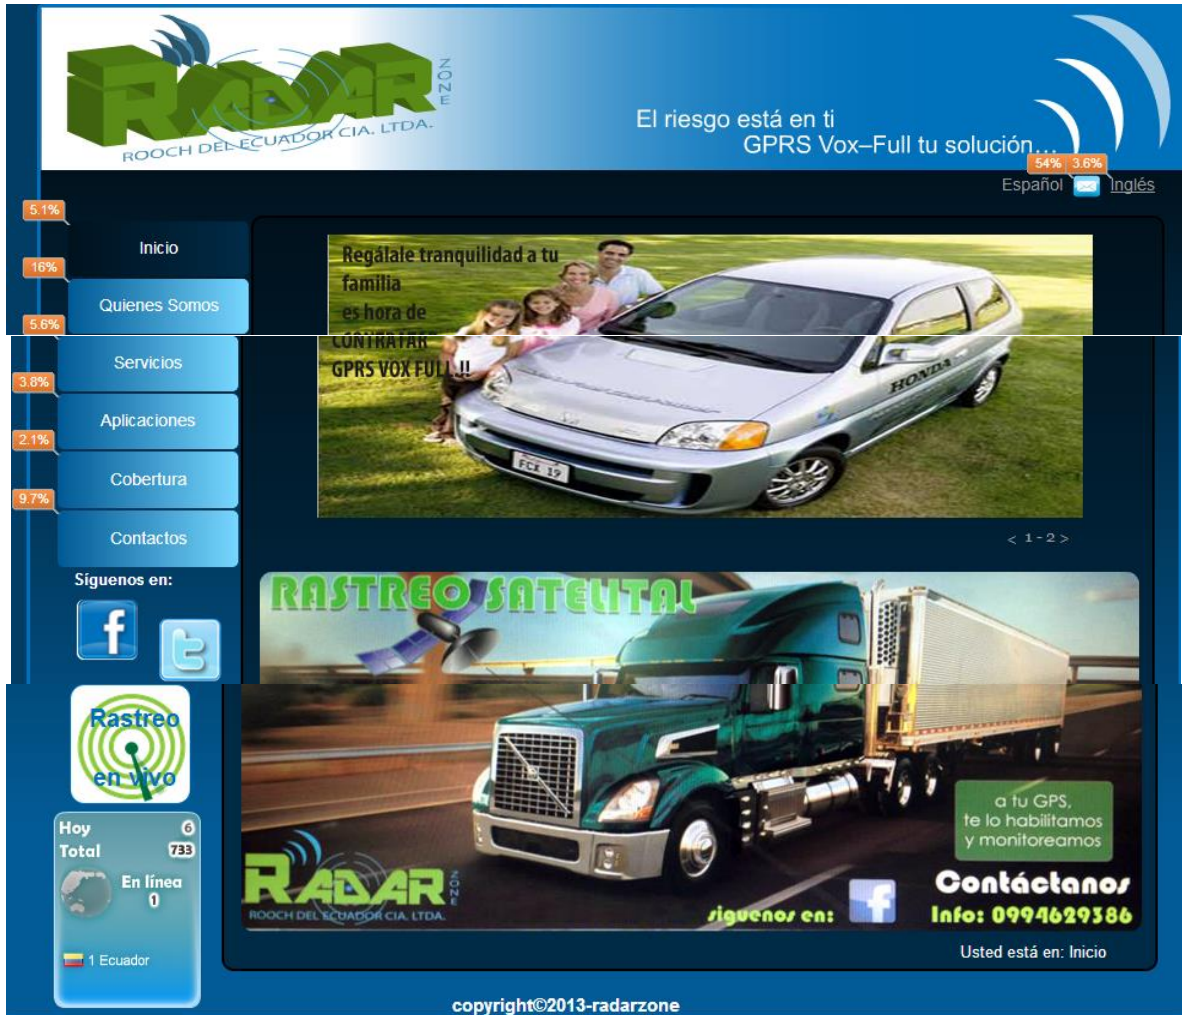 RADAR
ZONE
ROOCH DEL ECUADOR CIA. LTDA.
El riesgo está en ti
GPRS Vox–Full tu solución...
54% 3.6%
Español Inglés
5.1%
Inicio
16%
Quienes Somos
5.6%
Servicios
3.8%
Aplicaciones
2.1%
Cobertura
9.7%
Contactos
Regálale tranquilidad a tu
familia
es hora de
CONTRATAR
GPRS VOX FULL.!!
HONDA
FCX 19
< 1 - 2 >
Síguenos en:
f
t
RASTREO SATELITAL
Rastreo
en vivo
Hoy 6
Total 733
En línea
1
1 Ecuador
a tu GPS,
te lo habilitamos
y monitoreamos
RADAR
ZONE
ROOCH DEL ECUADOR CIA. LTDA.
siguenos en: f
Contáctanos
Info: 0994629386
Usted está en: Inicio
copyright©2013-radarzone